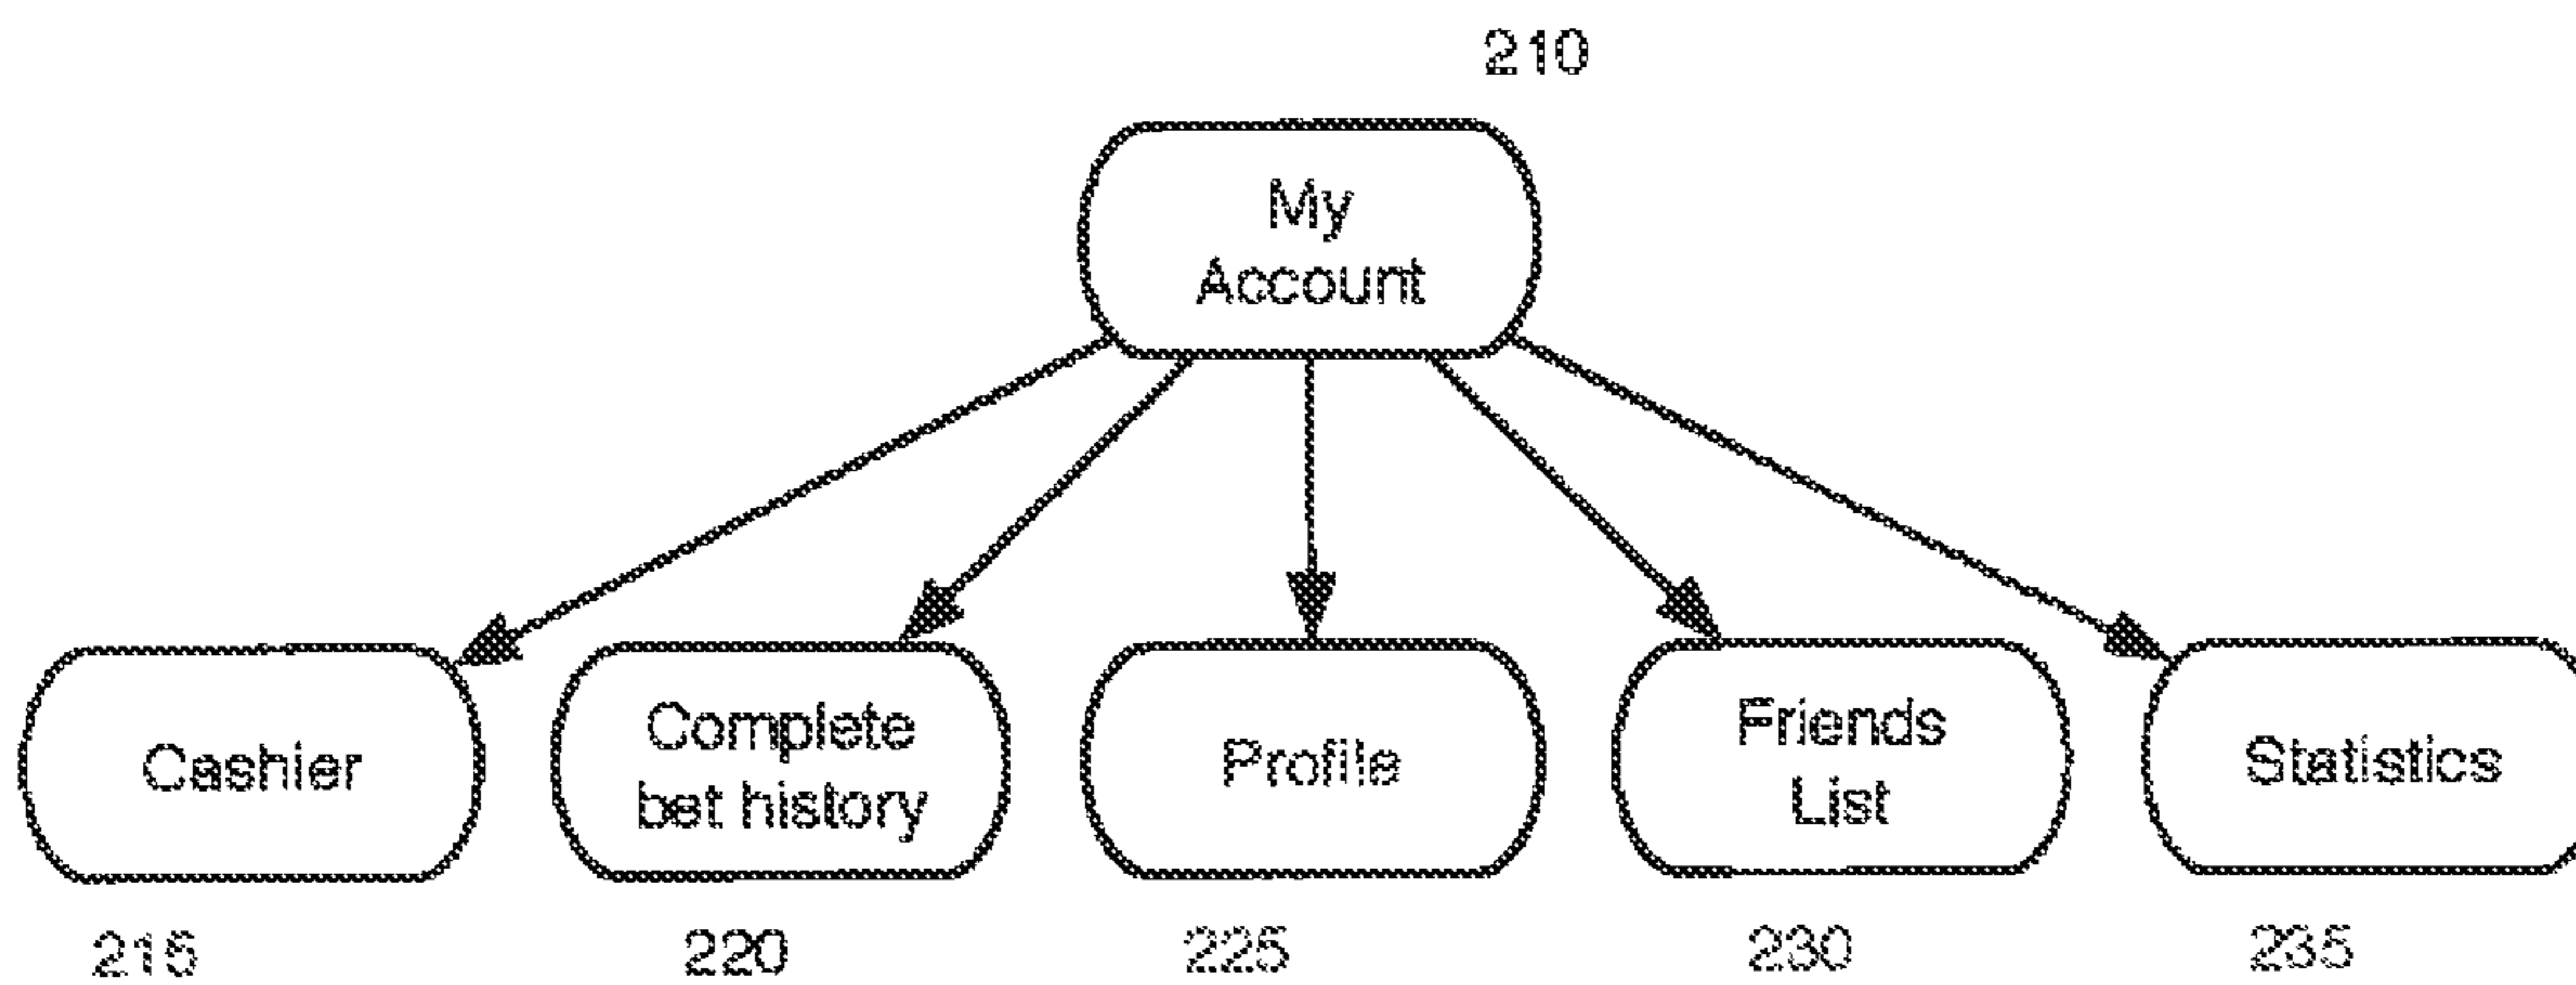 210
My
Account
Cashier
Complete
bet history
Profile
Friends
List
Statistics
215
220
225
230
235